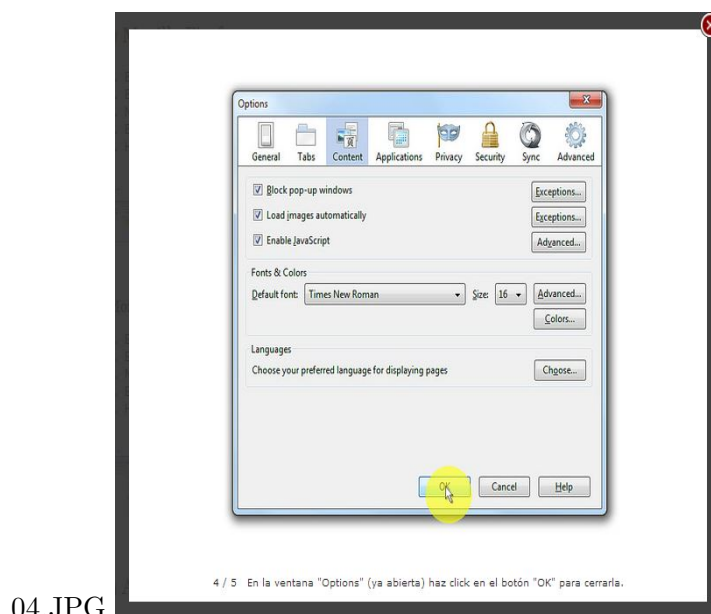 Options
General Tabs Content Applications Privacy Security Sync Advanced
Block pop-up windows Exceptions...
Load images automatically Exceptions...
Enable JavaScript Advanced...
Fonts & Colors
Default font: Times New Roman Size: 16 Advanced...
Colors...
Languages
Choose your preferred language for displaying pages Choose...
OK Cancel Help
4 / 5 En la ventana "Options" (ya abierta) haz click en el botón "OK" para cerrarla.
04.JPG